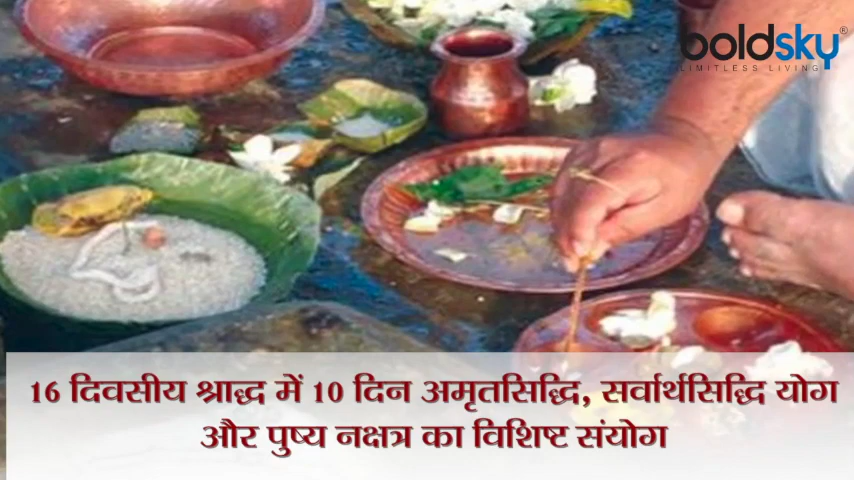 boldsky®
LIMITLESS LIVING
16 दिवसीय श्राद्ध में 10 दिन अमृतसिद्धि, सर्वार्थसिद्धि योग
और पुष्य नक्षत्र का विशिष्ट संयोग